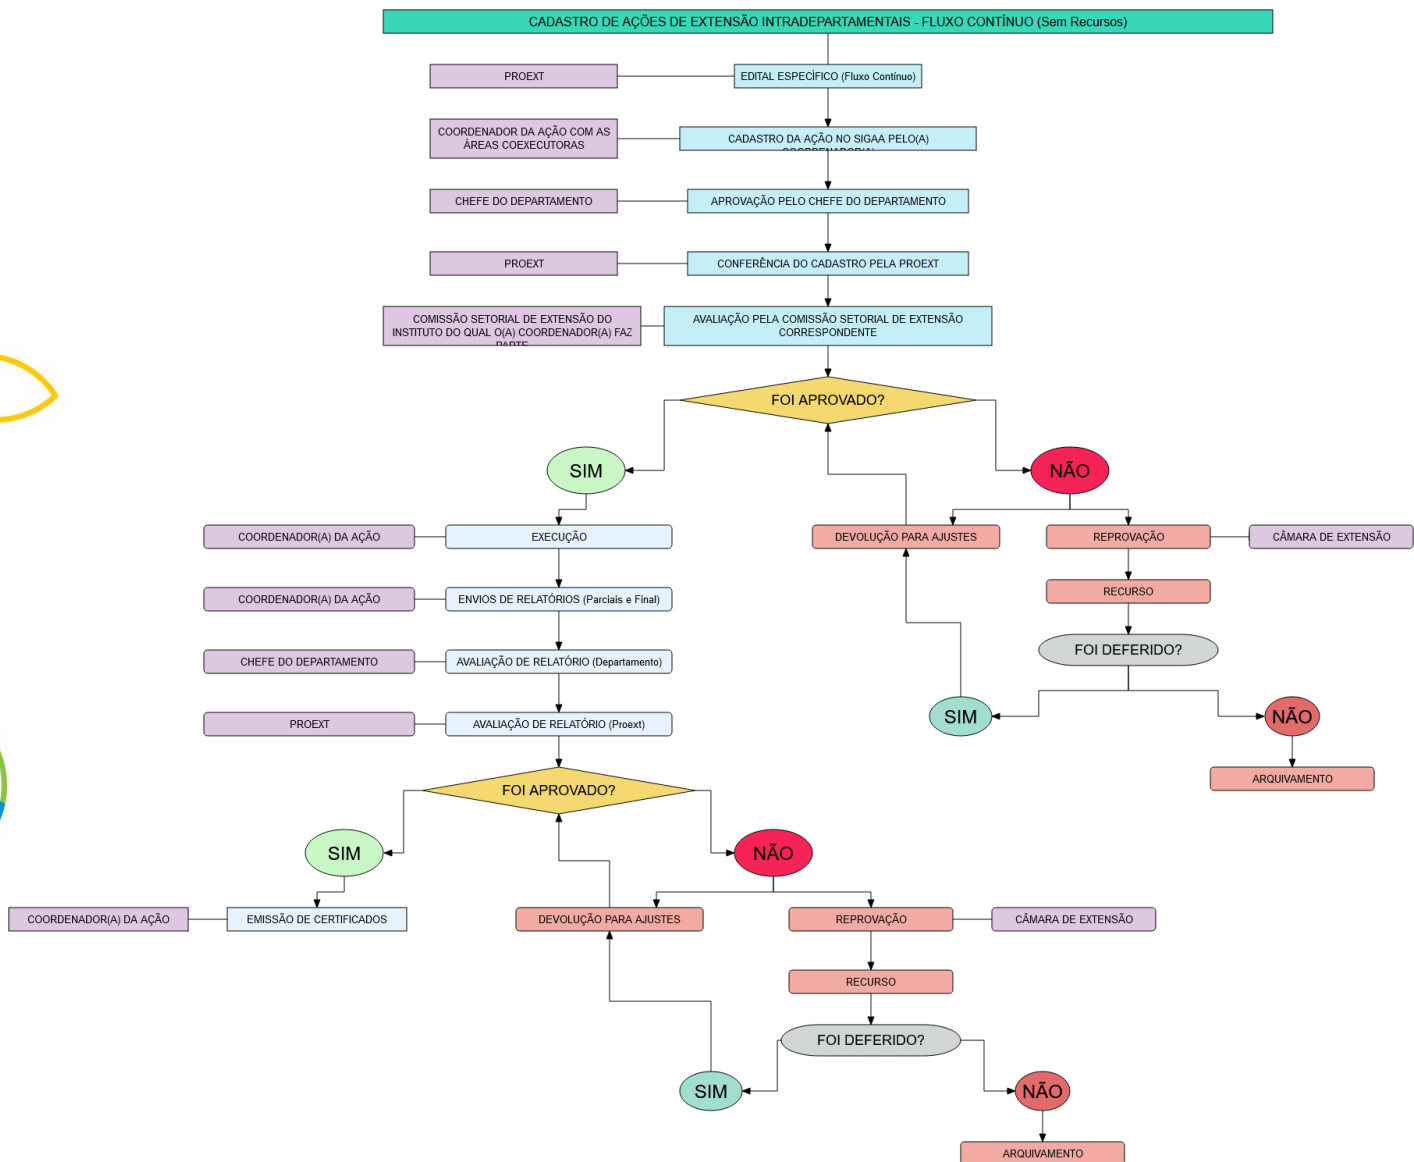 CADASTRO DE AÇÕES DE EXTENSÃO INTRADEPARTAMENTAIS - FLUXO CONTÍNUO (Sem Recursos)
PROEXT
EDITAL ESPECÍFICO (Fluxo Contínuo)
COORDENADOR DA AÇÃO COM AS
ÁREAS COEXECUTORAS
CADASTRO DA AÇÃO NO SIGAA PELO(A)
COORDENADOR(A)
CHEFE DO DEPARTAMENTO
APROVAÇÃO PELO CHEFE DO DEPARTAMENTO
PROEXT
CONFERÊNCIA DO CADASTRO PELA PROEXT
COMISSÃO SETORIAL DE EXTENSÃO DO
INSTITUTO DO QUAL O(A) COORDENADOR(A) FAZ
PARTE
AVALIAÇÃO PELA COMISSÃO SETORIAL DE EXTENSÃO
CORRESPONDENTE
FOI APROVADO?
SIM
NÃO
COORDENADOR(A) DA AÇÃO
EXECUÇÃO
DEVOLUÇÃO PARA AJUSTES
REPROVAÇÃO
CÂMARA DE EXTENSÃO
COORDENADOR(A) DA AÇÃO
ENVIOS DE RELATÓRIOS (Parciais e Final)
RECURSO
CHEFE DO DEPARTAMENTO
AVALIAÇÃO DE RELATÓRIO (Departamento)
FOI DEFERIDO?
PROEXT
AVALIAÇÃO DE RELATÓRIO (Proext)
SIM
NÃO
ARQUIVAMENTO
FOI APROVADO?
SIM
NÃO
COORDENADOR(A) DA AÇÃO
EMISSÃO DE CERTIFICADOS
DEVOLUÇÃO PARA AJUSTES
REPROVAÇÃO
CÂMARA DE EXTENSÃO
RECURSO
FOI DEFERIDO?
SIM
NÃO
ARQUIVAMENTO